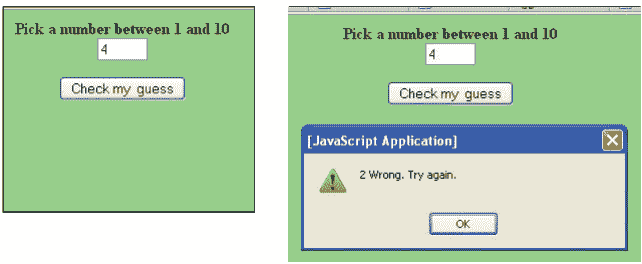 Pick a number between 1 and 10
4
Check my guess
Pick a number between 1 and 10
4
Check my guess
[JavaScript Application]
2 Wrong. Try again.
OK